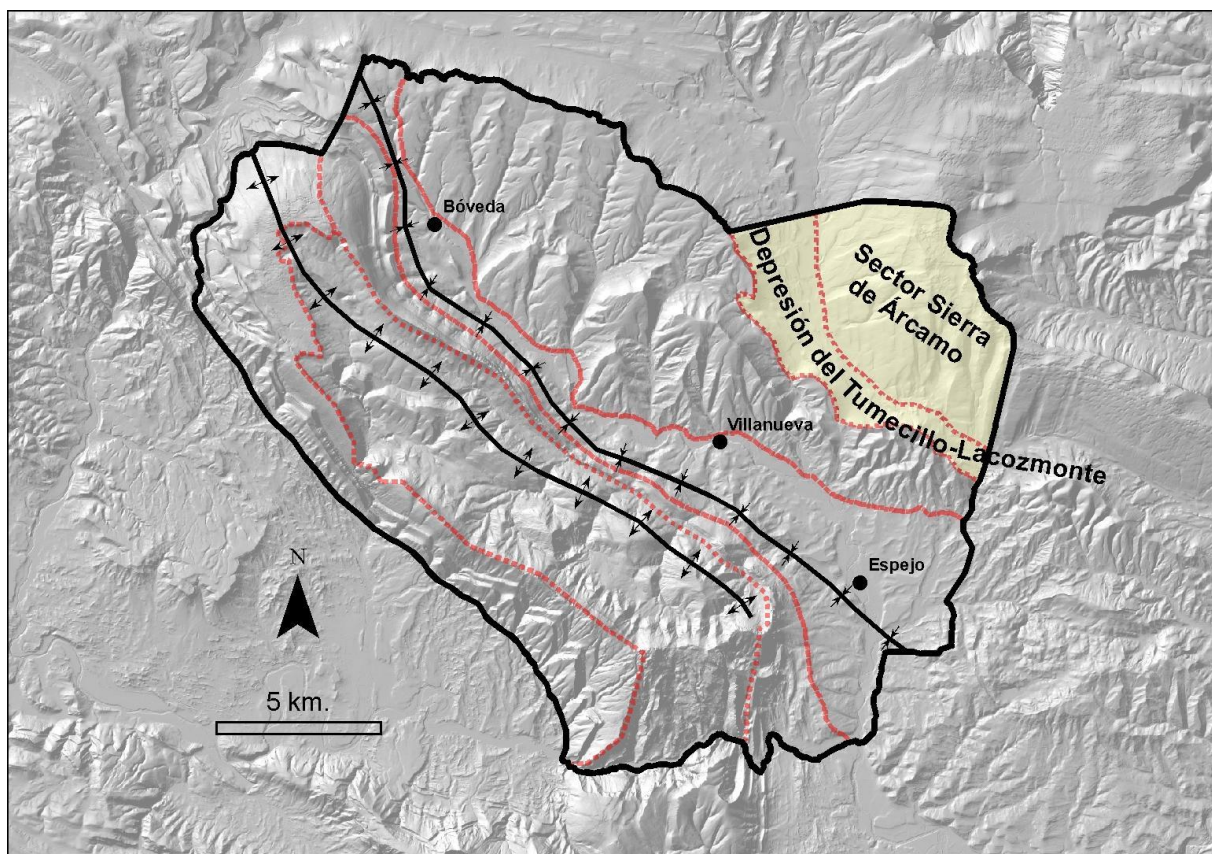 Bóveda
Sector Sierra
de Árcamo
Depresión del Tumecillo-Lacozmonte
Villanueva
Espejo
N
5 km.